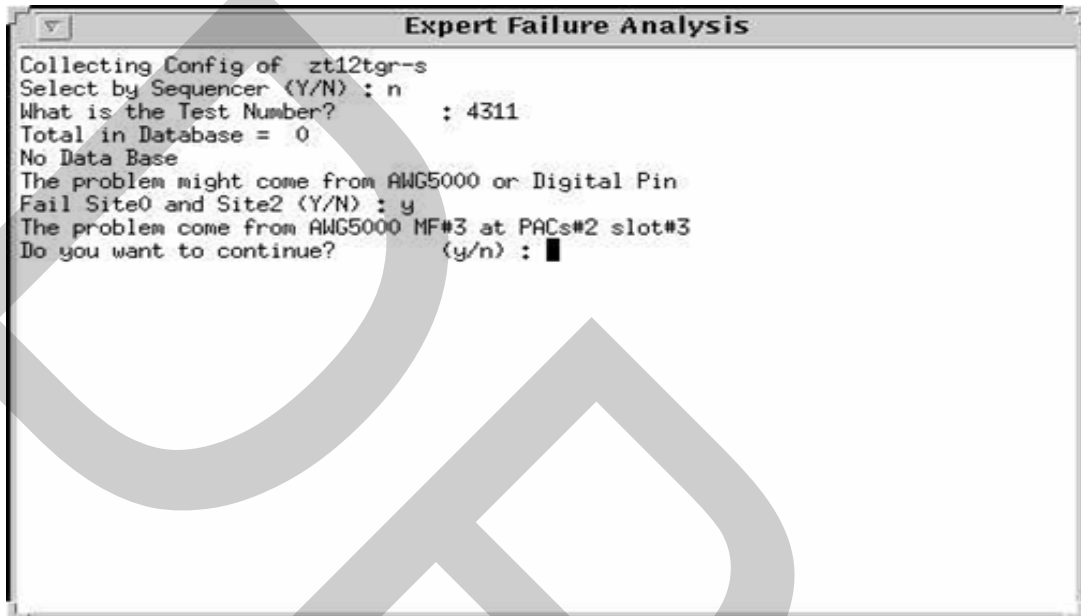 Expert Failure Analysis
Collecting Config of zt12tgr-s
Select by Sequencer (Y/N) : n
What is the Test Number? : 4311
Total in Database = 0
No Data Base
The problem might come from AWG5000 or Digital Pin
Fail Site0 and Site2 (Y/N) : y
The problem come from AWG5000 MF#3 at PACs#2 slot#3
Do you want to continue? (y/n) :